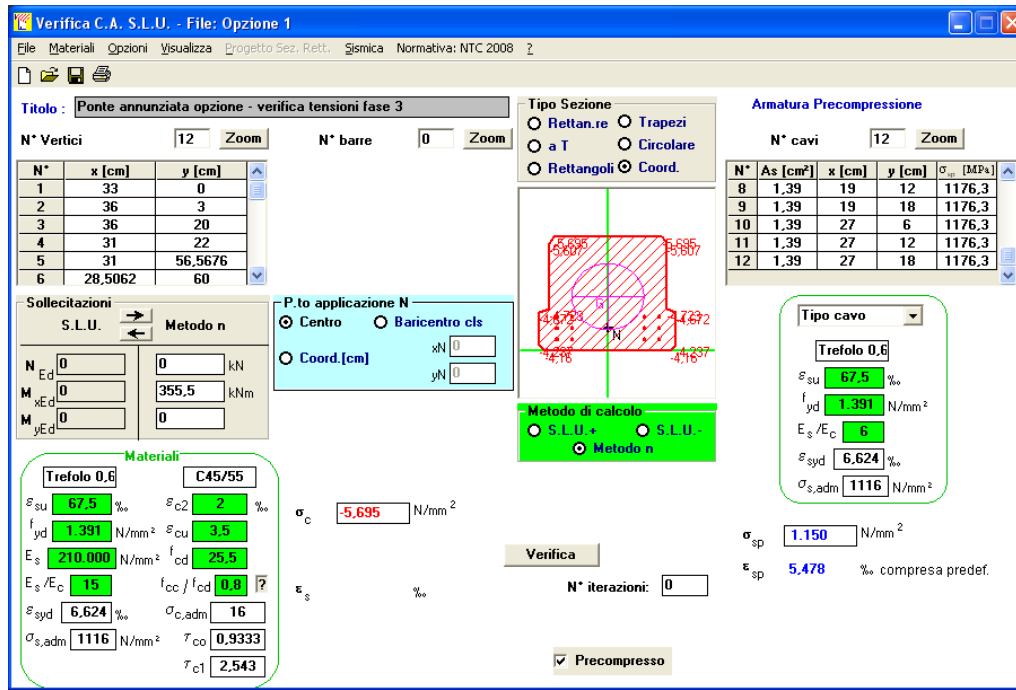 Verifica C.A. S.L.U. - File: Opzione 1
File Materiali Opzioni Visualizza Progetto Sez. Rett. Sismica Normativa: NTC 2008 ?
Titolo : Ponte annunziata opzione - verifica tensioni fase 3
N* Vertici 12 Zoom N* barre 0 Zoom
N* x [cm] y [cm]
1 33 0
2 36 3
3 36 20
4 31 22
5 31 56,5676
6 28,5062 60
Tipo Sezione
Rettan.re Trapezi
a T Circolare
Rettangoli Coord.
Armatura Precompressione
N* cavi 12 Zoom
N* As [cm²] x [cm] y [cm] σsp [MPa]
8 1,39 19 12 1176,3
9 1,39 19 18 1176,3
10 1,39 27 6 1176,3
11 1,39 27 12 1176,3
12 1,39 27 18 1176,3
-5,695 -5,695
-5,607 -5,607
G
-4,723 -4,723
-4,672 -4,672
N
-4,237 -4,237
-4,16 -4,16
Sollecitazioni
S.L.U. Metodo n
N Ed 0 0 kN
M xEd 0 355,5 kNm
M yEd 0 0
P.to applicazione N
Centro Baricentro cls
Coord.[cm] xN 0
yN 0
Metodo di calcolo
S.L.U.+ S.L.U.-
Metodo n
Tipo cavo
Trefolo 0,6
εsu 67,5 ‰
fyd 1.391 N/mm²
Es/Ec 6
εsyd 6,624 ‰
σs,adm 1116 N/mm²
Materiali
Trefolo 0,6 C45/55
εsu 67,5 ‰ εc2 2 ‰
fyd 1.391 N/mm² εcu 3,5
Es 210.000 N/mm² fcd 25,5
Es/Ec 15 fcc / fcd 0,8 ?
εsyd 6,624 ‰ σc,adm 16
σs,adm 1116 N/mm² τco 0,9333
τc1 2,543
σc -5,695 N/mm²
εs ‰
Verifica
N* iterazioni: 0
Precompresso
σsp 1.150 N/mm²
εsp 5,478 ‰ compresa predef.